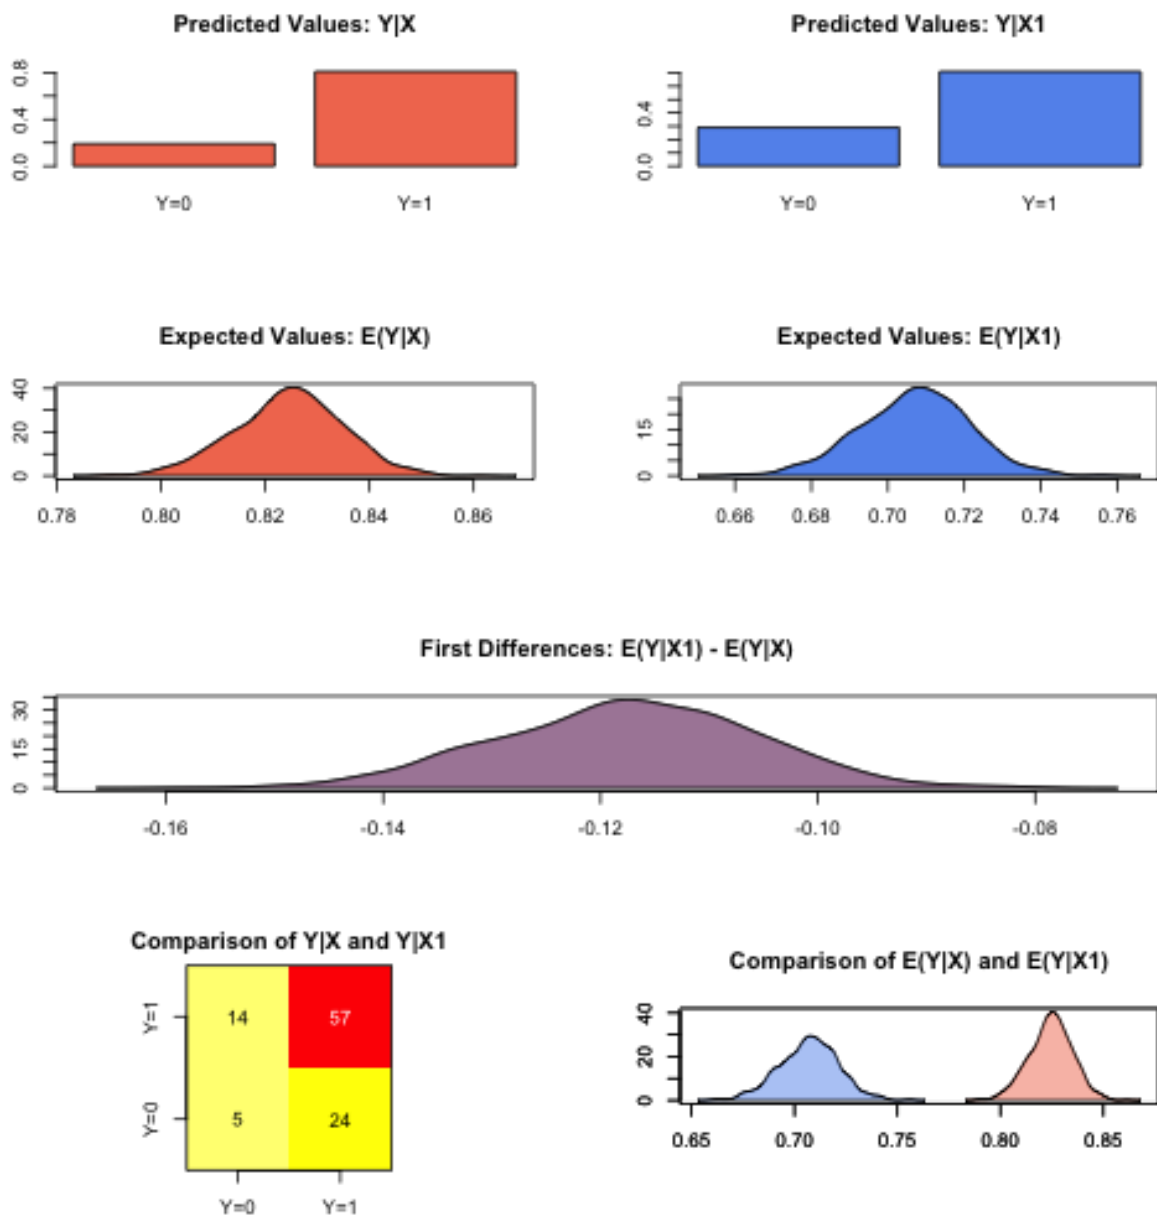 Predicted Values: Y|X
0.0 0.4 0.8
Y=0 Y=1
Predicted Values: Y|X1
0.0 0.4
Y=0 Y=1
Expected Values: E(Y|X)
0 20 40
0.78 0.80 0.82 0.84 0.86
Expected Values: E(Y|X1)
0 15
0.66 0.68 0.70 0.72 0.74 0.76
First Differences: E(Y|X1) - E(Y|X)
0 15 30
-0.16 -0.14 -0.12 -0.10 -0.08
Comparison of Y|X and Y|X1
Y=1 14 57
Y=0 5 24
Y=0 Y=1
Comparison of E(Y|X) and E(Y|X1)
0 20 40
0.65 0.70 0.75 0.80 0.85